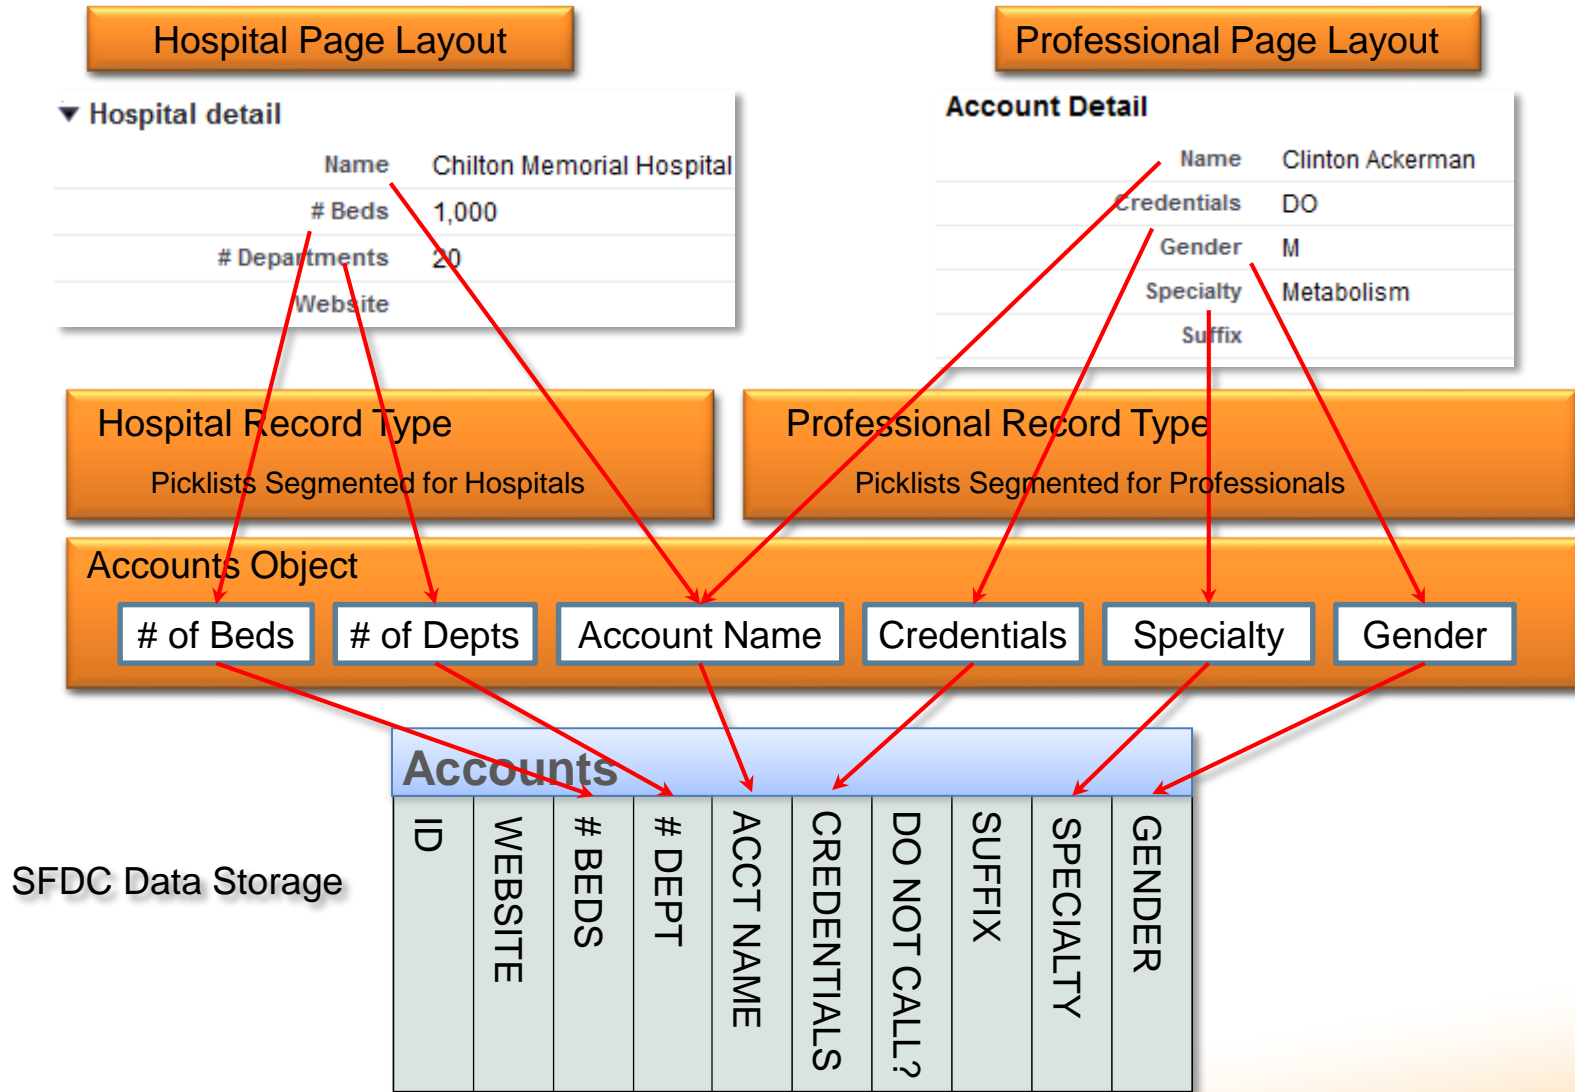 Hospital Page Layout
Professional Page Layout
Hospital detail
Name Chilton Memorial Hospital
# Beds 1,000
# Departments 20
Website
Account Detail
Name Clinton Ackerman
Credentials DO
Gender M
Specialty Metabolism
Suffix
Hospital Record Type
Picklists Segmented for Hospitals
Professional Record Type
Picklists Segmented for Professionals
Accounts Object
# of Beds
# of Depts
Account Name
Credentials
Specialty
Gender
Accounts
ID
WEBSITE
# BEDS
# DEPT
ACCT NAME
CREDENTIALS
DO NOT CALL?
SUFFIX
SPECIALTY
GENDER
SFDC Data Storage